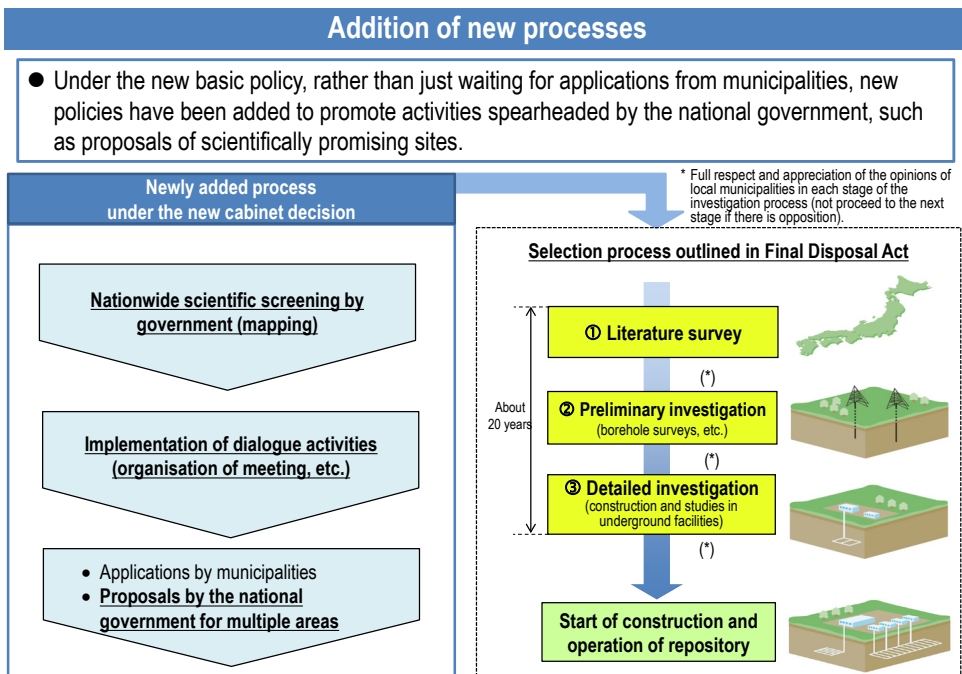 Addition of new processes
● Under the new basic policy, rather than just waiting for applications from municipalities, new
policies have been added to promote activities spearheaded by the national government, such
as proposals of scientifically promising sites.
Newly added process
under the new cabinet decision
* Full respect and appreciation of the opinions of
local municipalities in each stage of the
investigation process (not proceed to the next
stage if there is opposition).
Nationwide scientific screening by
government (mapping)
Implementation of dialogue activities
(organisation of meeting, etc.)
• Applications by municipalities
• Proposals by the national
government for multiple areas
Selection process outlined in Final Disposal Act
About
20 years
① Literature survey
(*)
② Preliminary investigation
(borehole surveys, etc.)
(*)
③ Detailed investigation
(construction and studies in
underground facilities)
(*)
Start of construction and
operation of repository